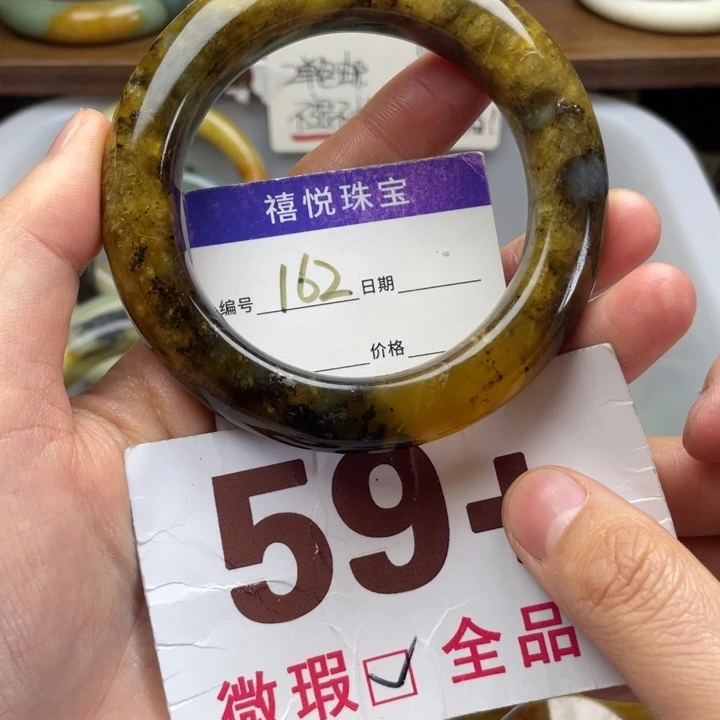 禧悦珠宝
编号 162 日期
价格
59+
微瑕 ☑ 全品